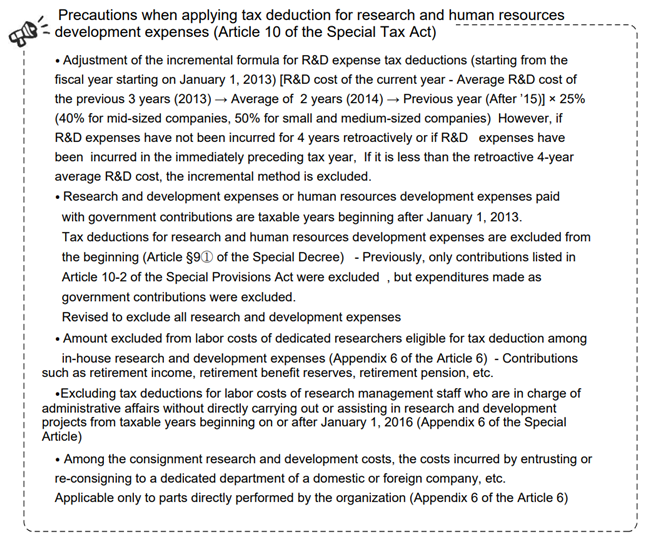 Precautions when applying tax deduction for research and human resources
development expenses (Article 10 of the Special Tax Act)
• Adjustment of the incremental formula for R&D expense tax deductions (starting from the
fiscal year starting on January 1, 2013) [R&D cost of the current year - Average R&D cost of
the previous 3 years (2013) → Average of 2 years (2014) → Previous year (After '15)] × 25%
(40% for mid-sized companies, 50% for small and medium-sized companies) However, if
R&D expenses have not been incurred for 4 years retroactively or if R&D expenses have
been incurred in the immediately preceding tax year, If it is less than the retroactive 4-year
average R&D cost, the incremental method is excluded.
• Research and development expenses or human resources development expenses paid
with government contributions are taxable years beginning after January 1, 2013.
Tax deductions for research and human resources development expenses are excluded from
the beginning (Article §9① of the Special Decree) - Previously, only contributions listed in
Article 10-2 of the Special Provisions Act were excluded , but expenditures made as
government contributions were excluded.
Revised to exclude all research and development expenses
• Amount excluded from labor costs of dedicated researchers eligible for tax deduction among
in-house research and development expenses (Appendix 6 of the Article 6) - Contributions
such as retirement income, retirement benefit reserves, retirement pension, etc.
•Excluding tax deductions for labor costs of research management staff who are in charge of
administrative affairs without directly carrying out or assisting in research and development
projects from taxable years beginning on or after January 1, 2016 (Appendix 6 of the Special
Article)
• Among the consignment research and development costs, the costs incurred by entrusting or
re-consigning to a dedicated department of a domestic or foreign company, etc.
Applicable only to parts directly performed by the organization (Appendix 6 of the Article 6)